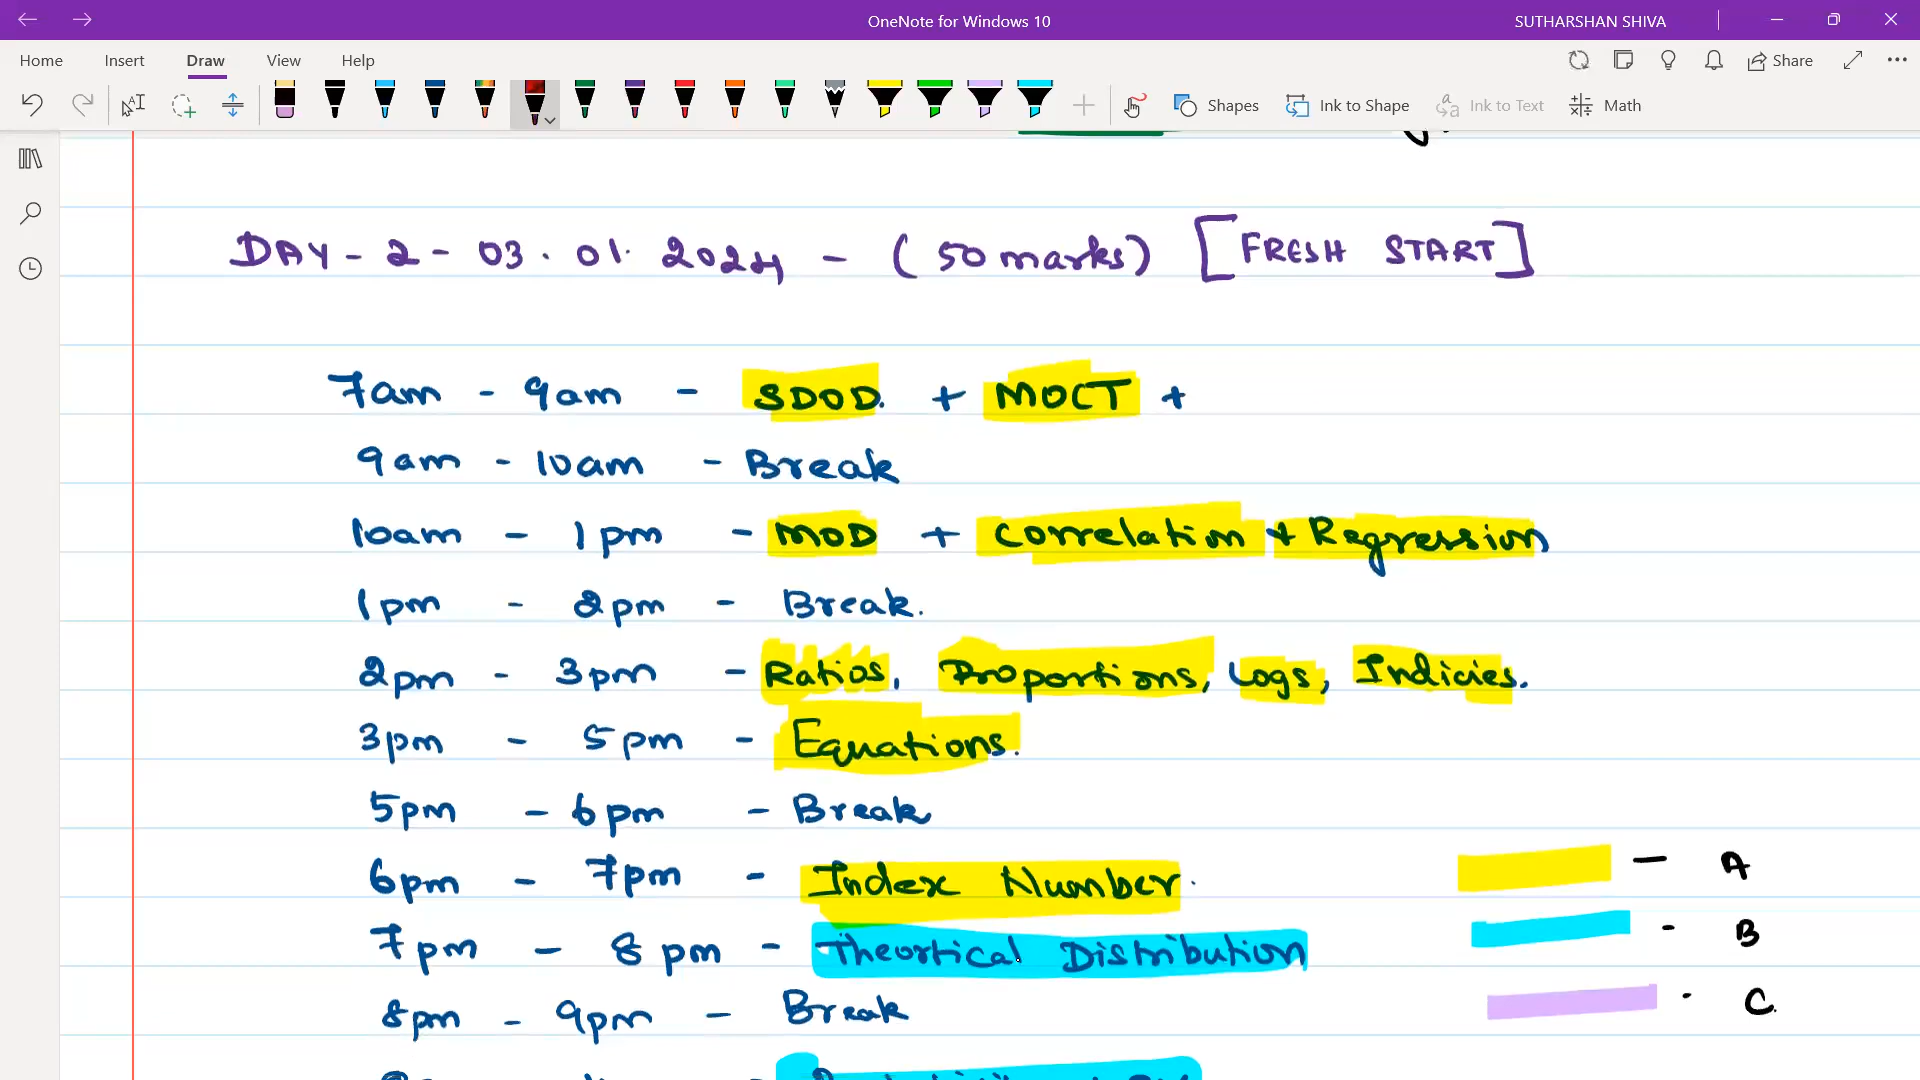 OneNote for Windows 10
SUTHARSHAN SHIVA
Home Insert Draw View Help
Share
Shapes Ink to Shape Ink to Text Math
DAY - 2 - 03.01.2024 - (50 marks) [FRESH START]
7am - 9am - SDOD. + MOCT +
9am - 10am - Break
10am - 1pm - MOD + Correlation + Regression
1pm - 2pm - Break.
2pm - 3pm - Ratios, Proportions, Logs, Indicies.
3pm - 5pm - Equations.
5pm - 6pm - Break
6pm - 7pm - Index Number.
— A
7pm - 8pm - Theortical Distribution
- B
8pm - 9pm - Break
- C.